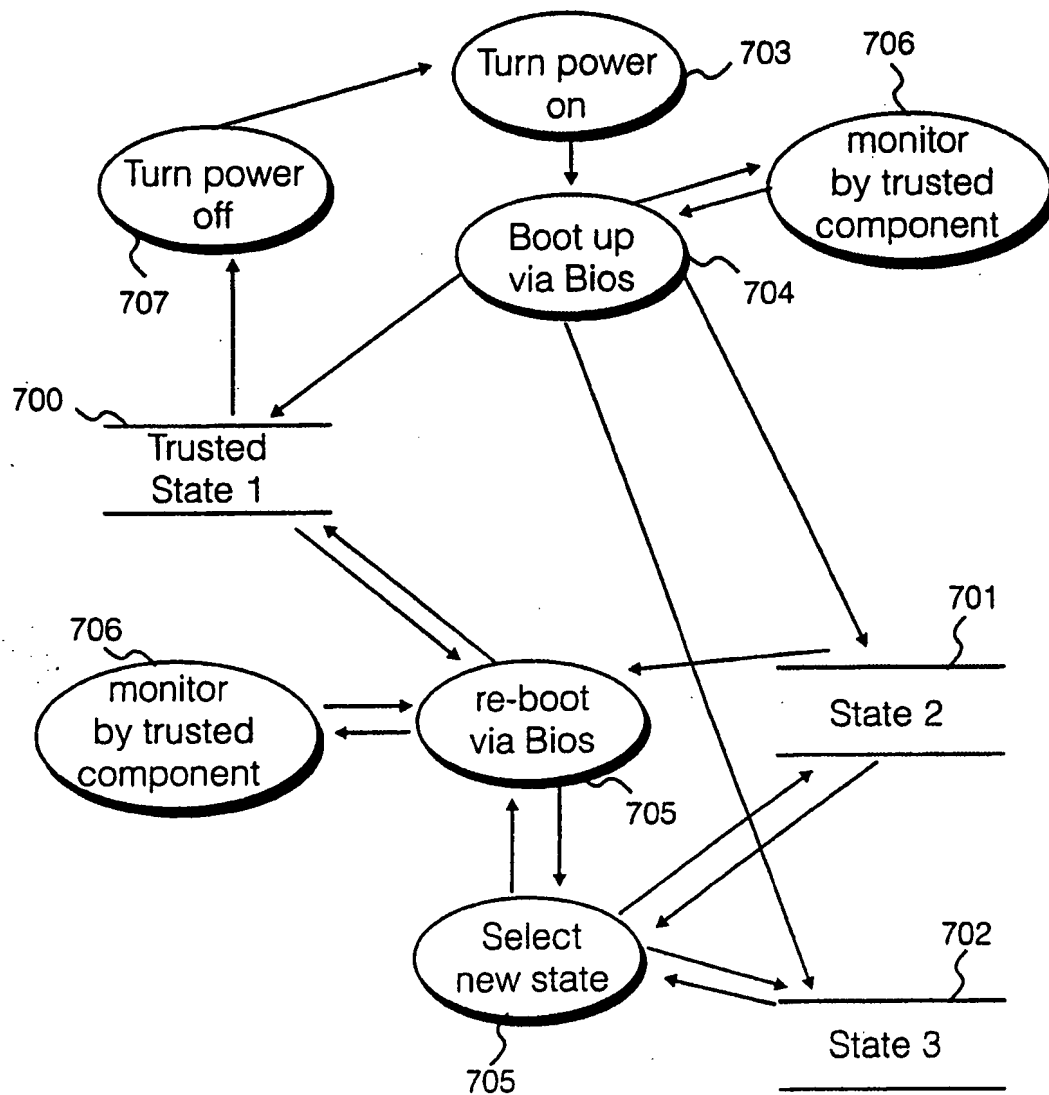 703
706
Turn power
on
monitor
by trusted
component
Turn power
off
Boot up
via Bios
704
707
700
Trusted
State 1
701
706
monitor
by trusted
component
re-boot
via Bios
State 2
705
Select
new state
702
State 3
705